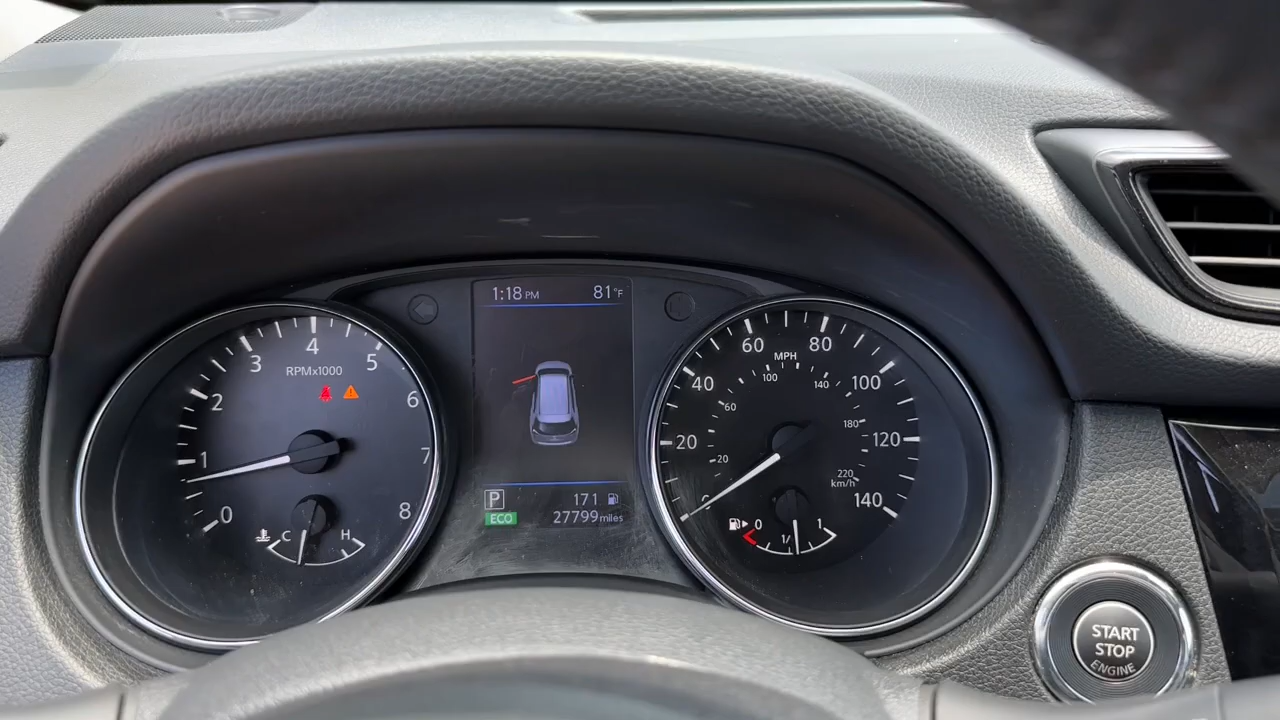 1:18 PM 81°F
4
3 5
RPMx1000
2 6
1 7
0 8
C H
P 171
ECO 27799 miles
60 80
MPH
100 140
40 100
60
180
20 120
20
220
km/h
140
0 1/ 1
START
STOP
ENGINE